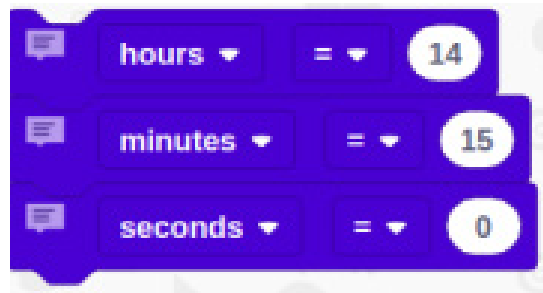 hours = 14
minutes = 15
seconds = 0